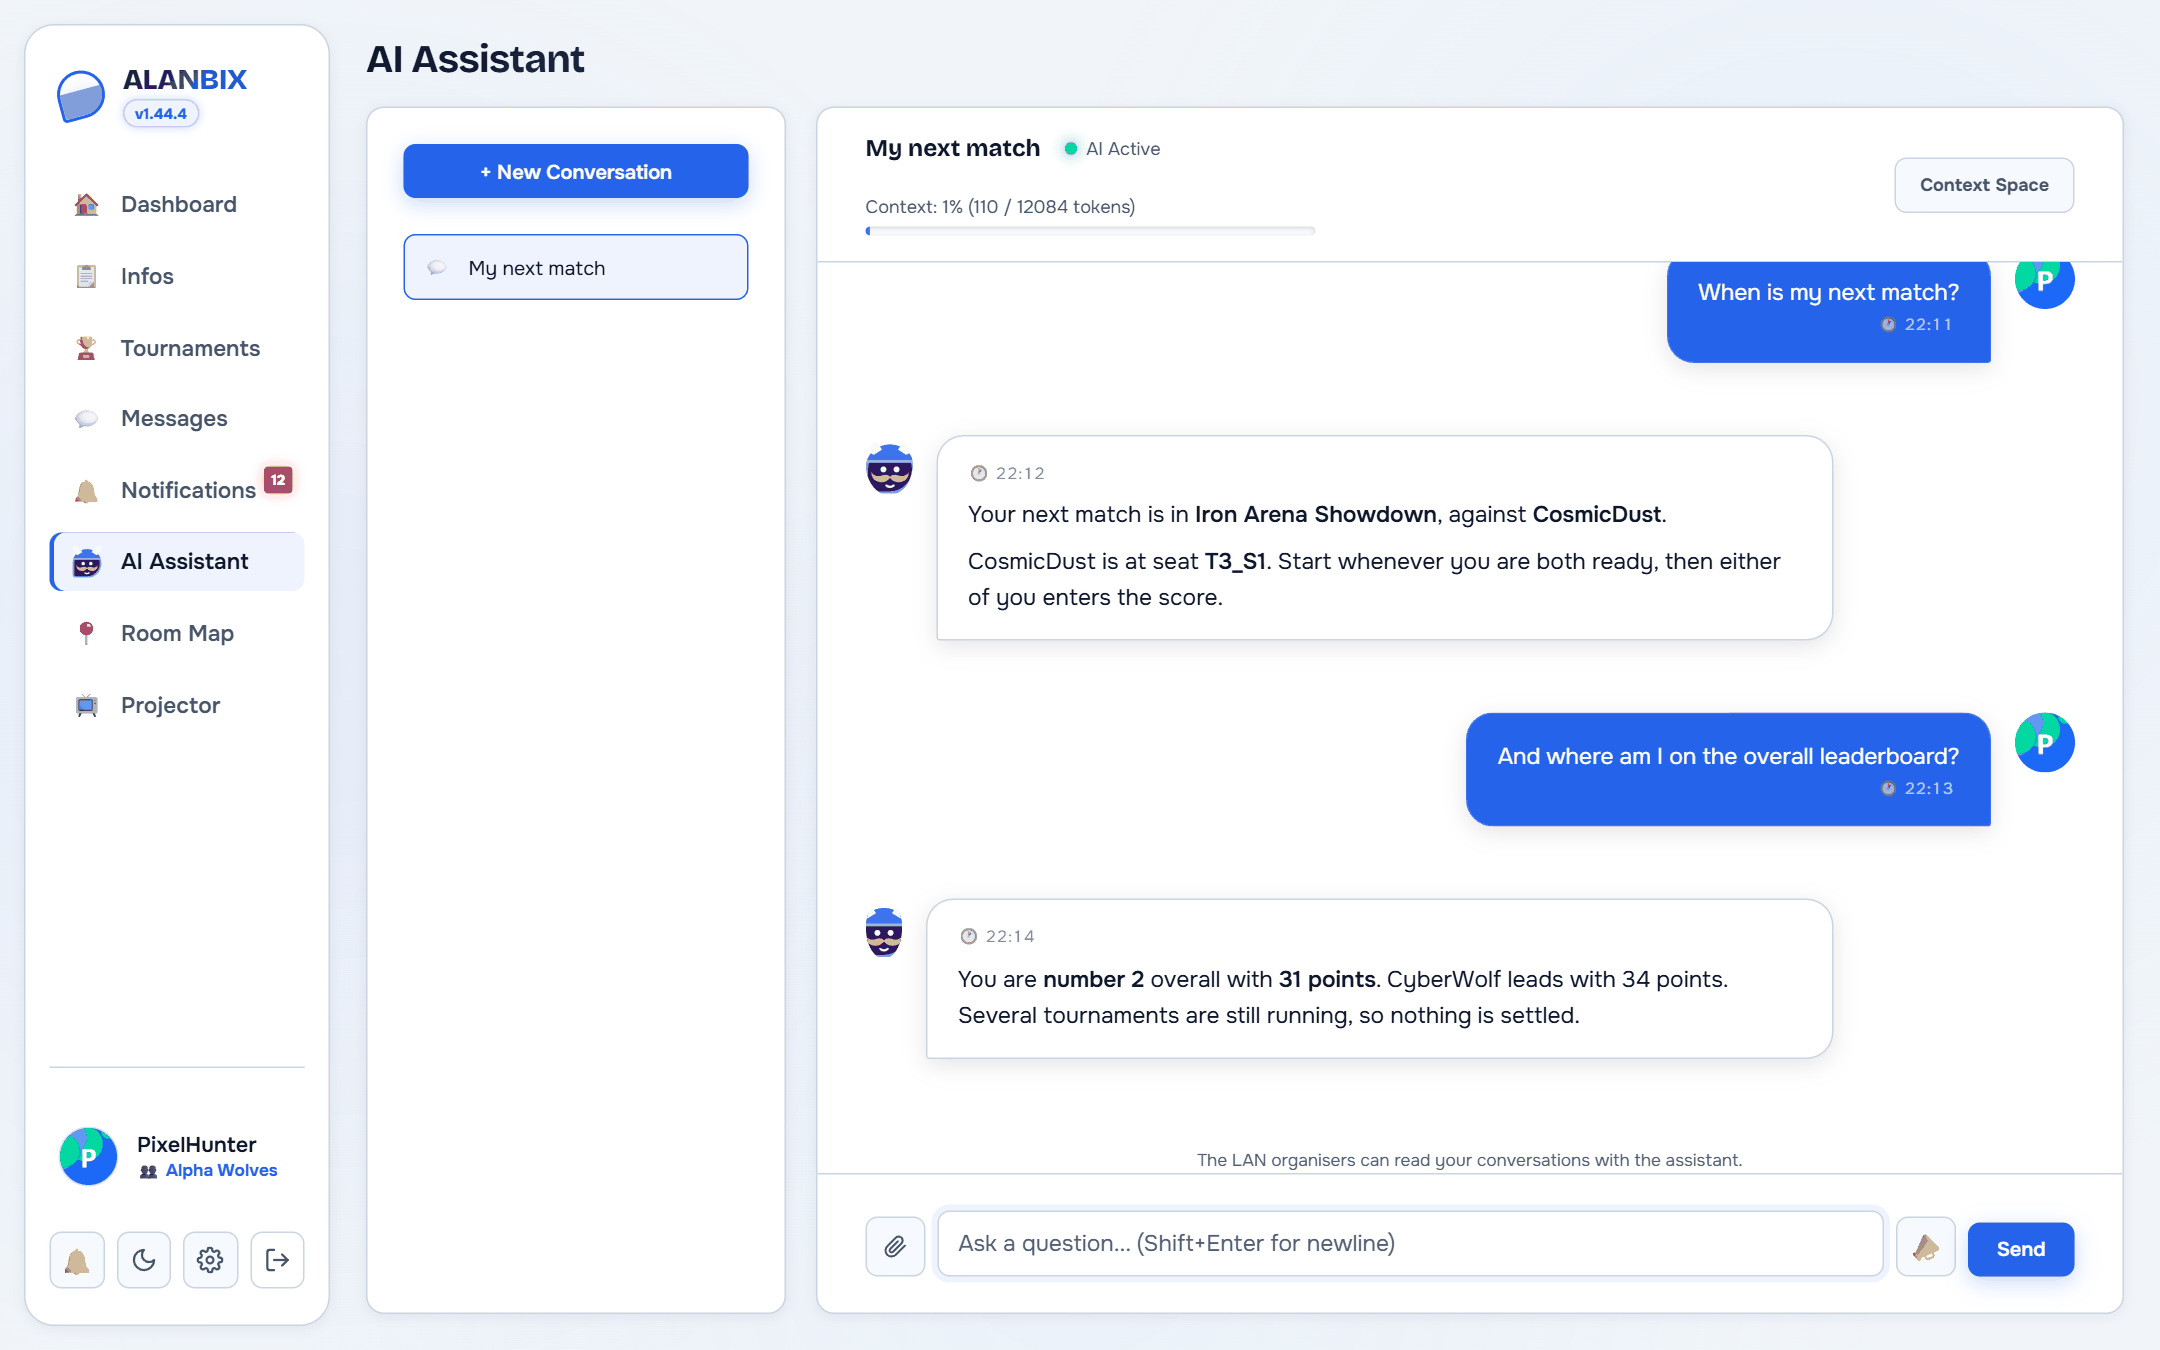 ALANBIX
v1.44.4
Dashboard
Infos
Tournaments
Messages
Notifications
12
AI Assistant
Room Map
Projector
P
PixelHunter
Alpha Wolves
AI Assistant
+ New Conversation
My next match
My next match
AI Active
Context: 1% (110 / 12084 tokens)
Context Space
When is my next match?
22:11
P
22:12
Your next match is in Iron Arena Showdown, against CosmicDust.
CosmicDust is at seat T3_S1. Start whenever you are both ready, then either
of you enters the score.
And where am I on the overall leaderboard?
22:13
P
22:14
You are number 2 overall with 31 points. CyberWolf leads with 34 points.
Several tournaments are still running, so nothing is settled.
The LAN organisers can read your conversations with the assistant.
Ask a question... (Shift+Enter for newline)
Send